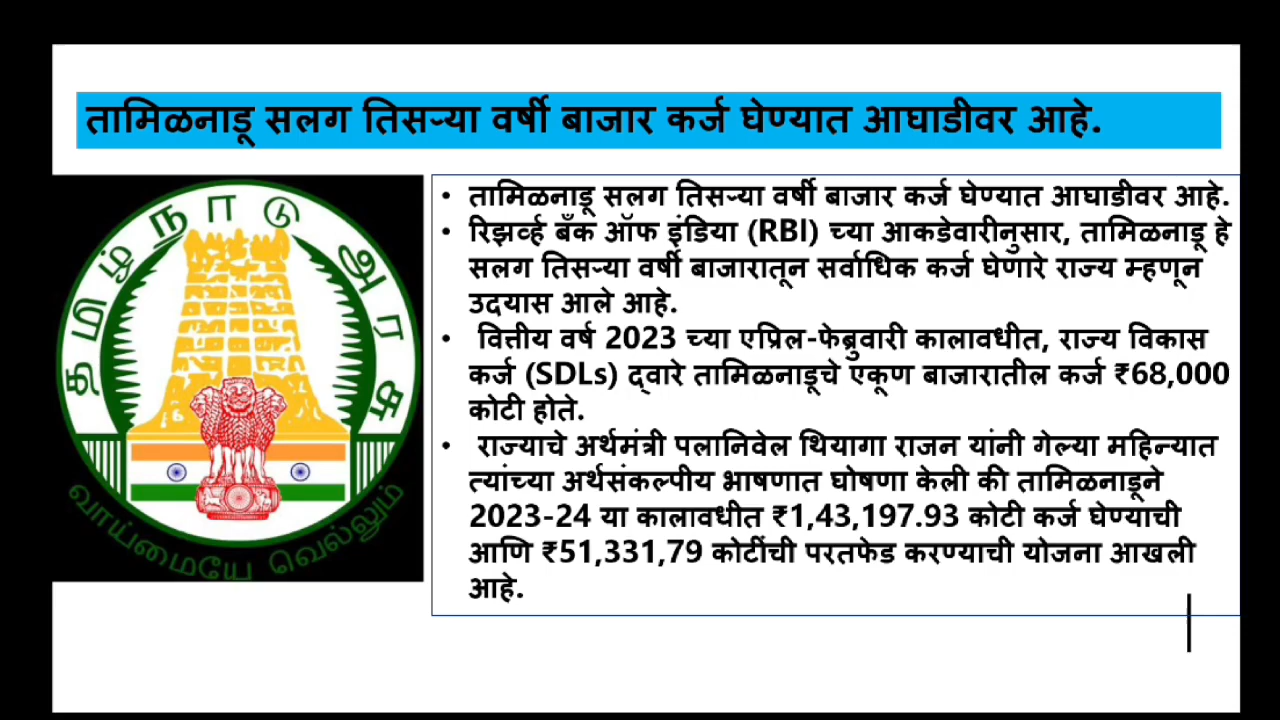 तामिळनाडू सलग तिसऱ्या वर्षी बाजार कर्ज घेण्यात आघाडीवर आहे.
தமிழ் நாடு அரசு
வாய்மையே வெல்லும்
• तामिळनाडू सलग तिसऱ्या वर्षी बाजार कर्ज घेण्यात आघाडीवर आहे.
• रिझर्व्ह बँक ऑफ इंडिया (RBI) च्या आकडेवारीनुसार, तामिळनाडू हे
सलग तिसऱ्या वर्षी बाजारातून सर्वाधिक कर्ज घेणारे राज्य म्हणून
उदयास आले आहे.
• वित्तीय वर्ष 2023 च्या एप्रिल-फेब्रुवारी कालावधीत, राज्य विकास
कर्ज (SDLs) द्वारे तामिळनाडूचे एकूण बाजारातील कर्ज ₹68,000
कोटी होते.
• राज्याचे अर्थमंत्री पलानिवेल थियागा राजन यांनी गेल्या महिन्यात
त्यांच्या अर्थसंकल्पीय भाषणात घोषणा केली की तामिळनाडूने
2023-24 या कालावधीत ₹1,43,197.93 कोटी कर्ज घेण्याची
आणि ₹51,331,79 कोटींची परतफेड करण्याची योजना आखली
आहे.